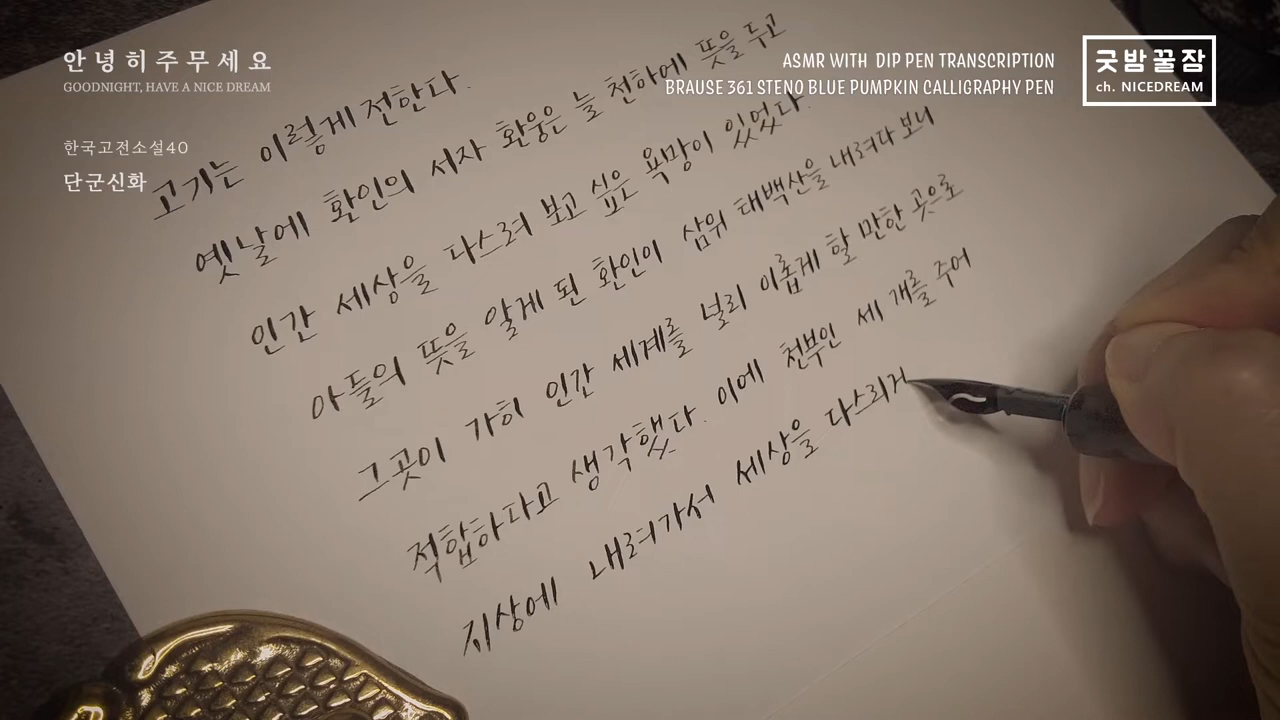 안녕히주무세요
GOODNIGHT, HAVE A NICE DREAM
한국고전소설40
단군신화
ASMR WITH DIP PEN TRANSCRIPTION
BRAUSE 361 STENO BLUE PUMPKIN CALLIGRAPHY PEN
굿밤꿀잠
ch. NICEDREAM
고기는 이렇게 전한다.
옛날에 환인의 서자 환웅은 늘 천하에 뜻을 두고
인간 세상을 다스려 보고 싶은 욕망이 있었다.
아들의 뜻을 알게 된 환인이 삼위 태백산을 내려다 보니
그곳이 가히 인간 세계를 널리 이롭게 할 만한 곳으로
적합하다고 생각했다. 이에 천부인 세 개를 주어
지상에 내려가서 세상을 다스리거